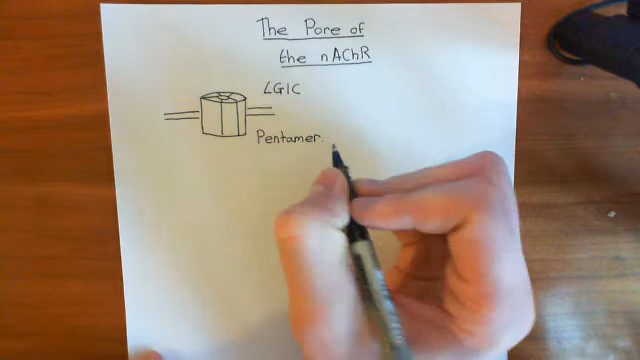 The Pore of
the nAChR
LGIC
Pentamer.